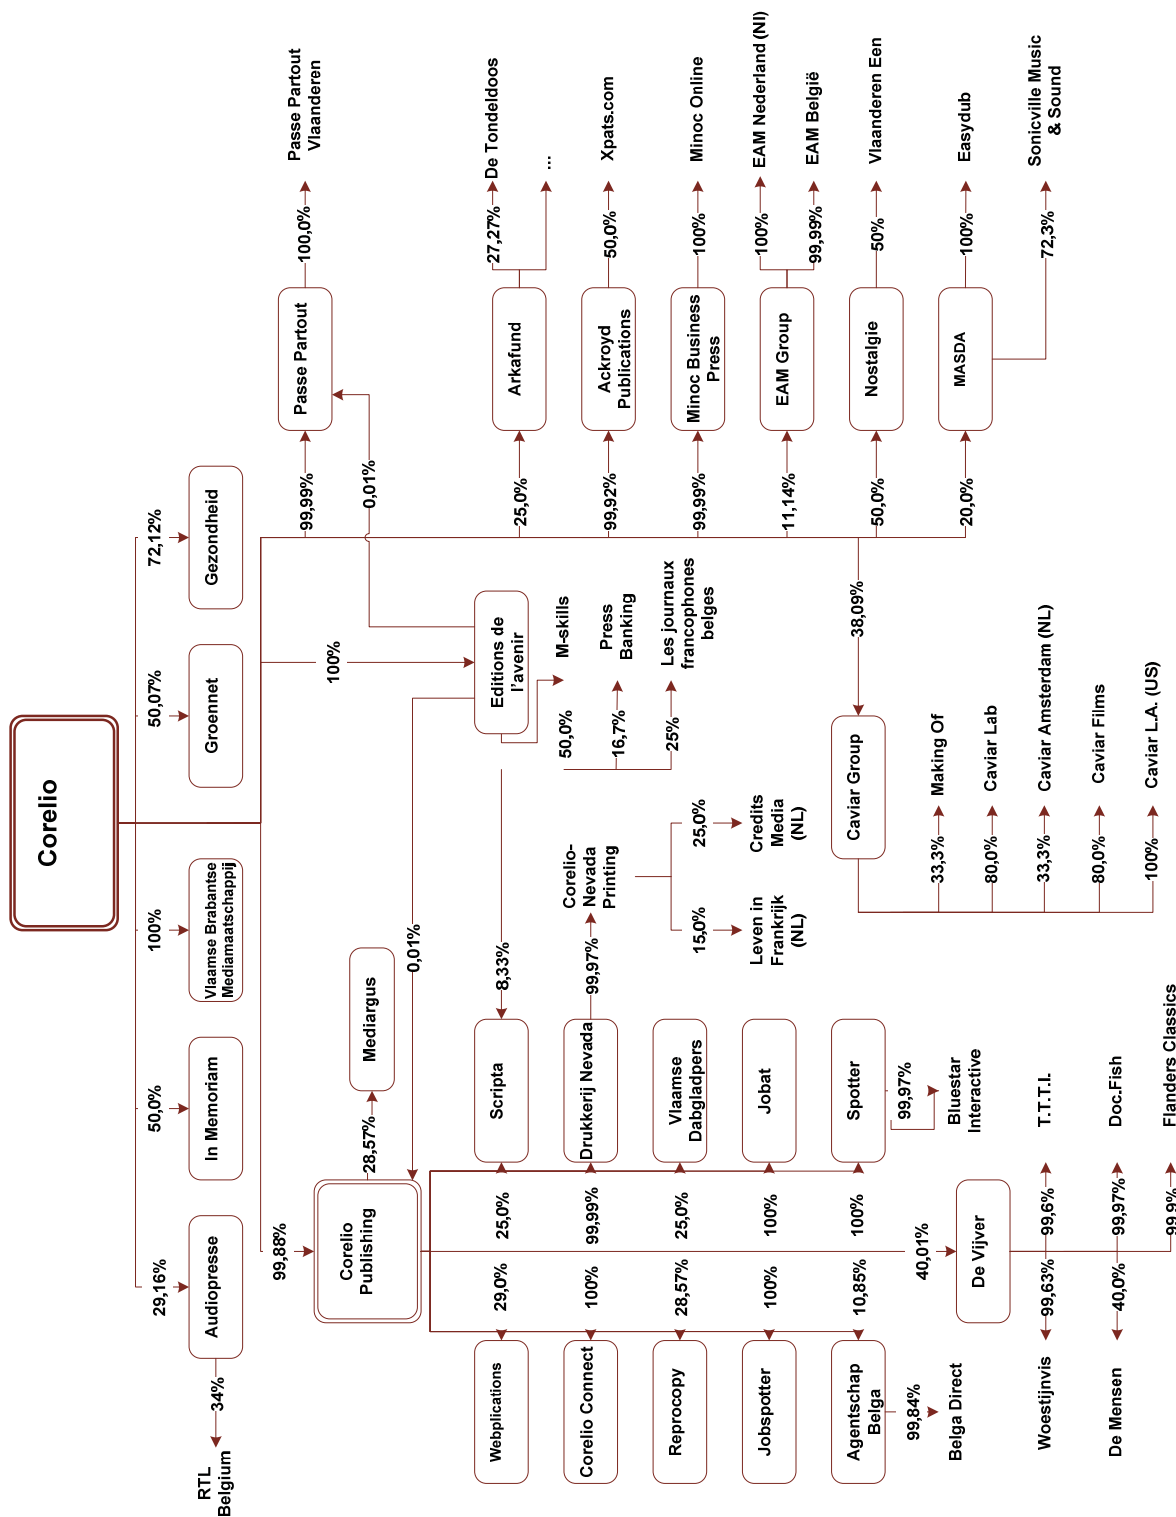 Corelio
29,16%
50,0%
100%
50,07%
72,12%
Audiopresse
In Memoriam
Vlaamse Brabantse
Mediamaatschappij
Groennet
Gezondheid
34%
RTL
Belgium
99,88%
100%
99,99%
Passe Partout
100,0%
Passe Partout
Vlaanderen
0,01%
Corelio
Publishing
28,57%
Mediargus
0,01%
Editions de
l'avenir
50,0%
M-skills
16,7%
Press
Banking
25%
Les journaux
francophones
belges
8,33%
29,0%
Webplications
25,0%
Scripta
100%
Corelio Connect
99,99%
Drukkerij Nevada
99,97%
Corelio-
Nevada
Printing
15,0%
Leven in
Frankrijk
(NL)
25,0%
Credits
Media
(NL)
28,57%
Reprocopy
25,0%
Vlaamse
Dabgladpers
100%
Jobspotter
100%
Jobat
10,85%
Agentschap
Belga
99,84%
Belga Direct
100%
Spotter
99,97%
Bluestar
Interactive
40,01%
De Vijver
99,63%
Woestijnvis
99,6%
T.T.T.I.
40,0%
De Mensen
99,97%
Doc.Fish
99,9%
Flanders Classics
25,0%
Arkafund
27,27%
De Tondeldoos
...
99,92%
Ackroyd
Publications
50,0%
Xpats.com
99,99%
Minoc Business
Press
100%
Minoc Online
11,14%
EAM Group
100%
EAM Nederland (NI)
99,99%
EAM België
50,0%
Nostalgie
50%
Vlaanderen Een
20,0%
MASDA
100%
Easydub
72,3%
Sonicville Music
& Sound
38,09%
Caviar Group
33,3%
Making Of
80,0%
Caviar Lab
33,3%
Caviar Amsterdam (NL)
80,0%
Caviar Films
100%
Caviar L.A. (US)